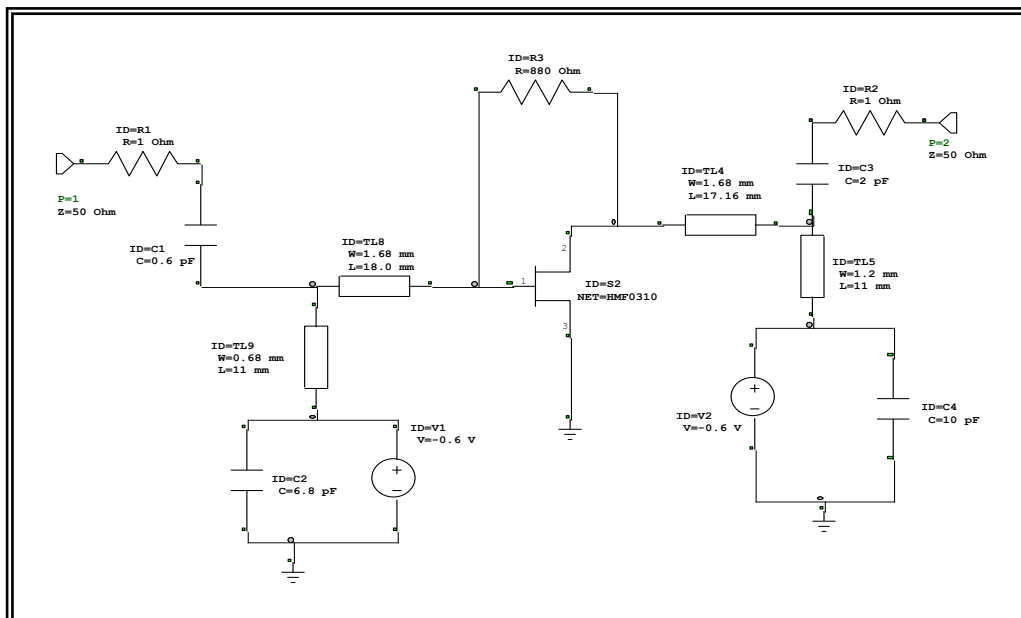 ID=R3
R=880 Ohm
ID=R2
R=1 Ohm
ID=R1
R=1 Ohm
P=2
Z=50 Ohm
ID=C3
C=2 pF
ID=TL4
W=1.68 mm
L=17.16 mm
P=1
Z=50 Ohm
ID=C1
C=0.6 pF
ID=TL8
W=1.68 mm
L=18.0 mm
2
1
3
ID=S2
NET=HMF0310
ID=TL5
W=1.2 mm
L=11 mm
ID=TL9
W=0.68 mm
L=11 mm
ID=V2
V=-0.6 V
ID=C4
C=10 pF
ID=V1
V=-0.6 V
ID=C2
C=6.8 pF